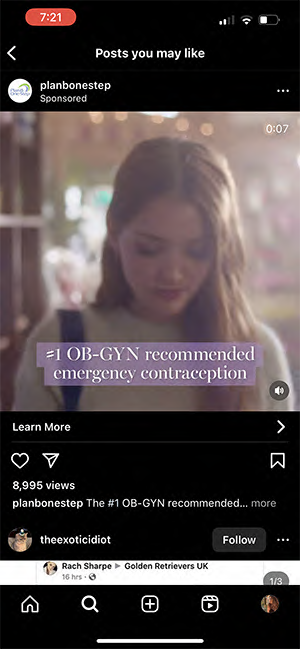 7:21
Posts you may like
planbonestep
Sponsored
0:07
#1 OB-GYN recommended
emergency contraception
Learn More
8,995 views
planbonestep The #1 OB-GYN recommended... more
theexoticidiot
Follow
Rach Sharpe ▸ Golden Retrievers UK
16 hrs ·
1/3